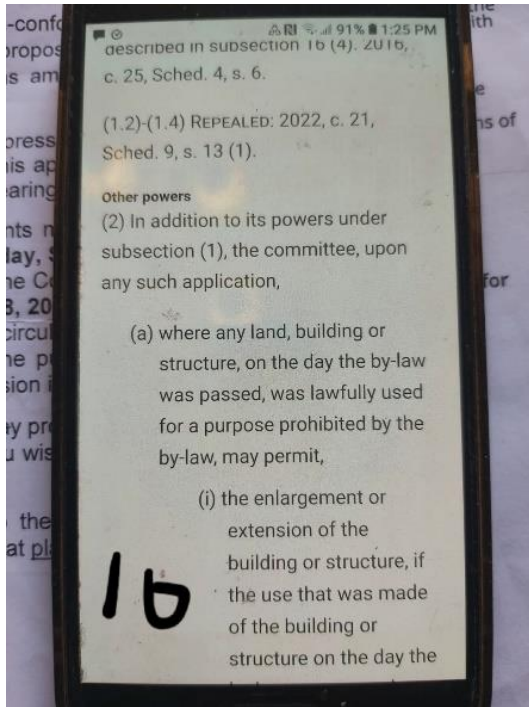 -confo
propos
s am
press
is ap
earing
nts n
lay,
ne C
3, 20
circul
ne p
sion i
ey pr
u wis
the
at pl
the
ith
e
ns of
for
91% 1:25 PM
described in subsection 16 (4). 2016,
c. 25, Sched. 4, s. 6.
(1.2)-(1.4) REPEALED: 2022, c. 21,
Sched. 9, s. 13 (1).
Other powers
(2) In addition to its powers under
subsection (1), the committee, upon
any such application,
(a) where any land, building or
structure, on the day the by-law
was passed, was lawfully used
for a purpose prohibited by the
by-law, may permit,
(i) the enlargement or
extension of the
building or structure, if
the use that was made
of the building or
structure on the day the
16